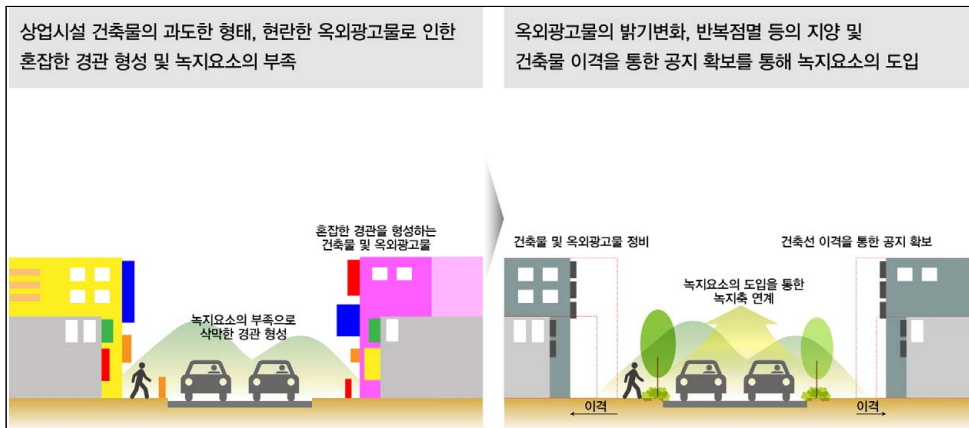 상업시설 건축물의 과도한 형태, 현란한 옥외광고물로 인한
혼잡한 경관 형성 및 녹지요소의 부족
혼잡한 경관을 형성하는
건축물 및 옥외광고물
녹지요소의 부족으로
삭막한 경관 형성
옥외광고물의 밝기변화, 반복점멸 등의 지양 및
건축물 이격을 통한 공지 확보를 통해 녹지요소의 도입
건축물 및 옥외광고물 정비
건축선 이격을 통한 공지 확보
녹지요소의 도입을 통한
녹지축 연계
이격
이격